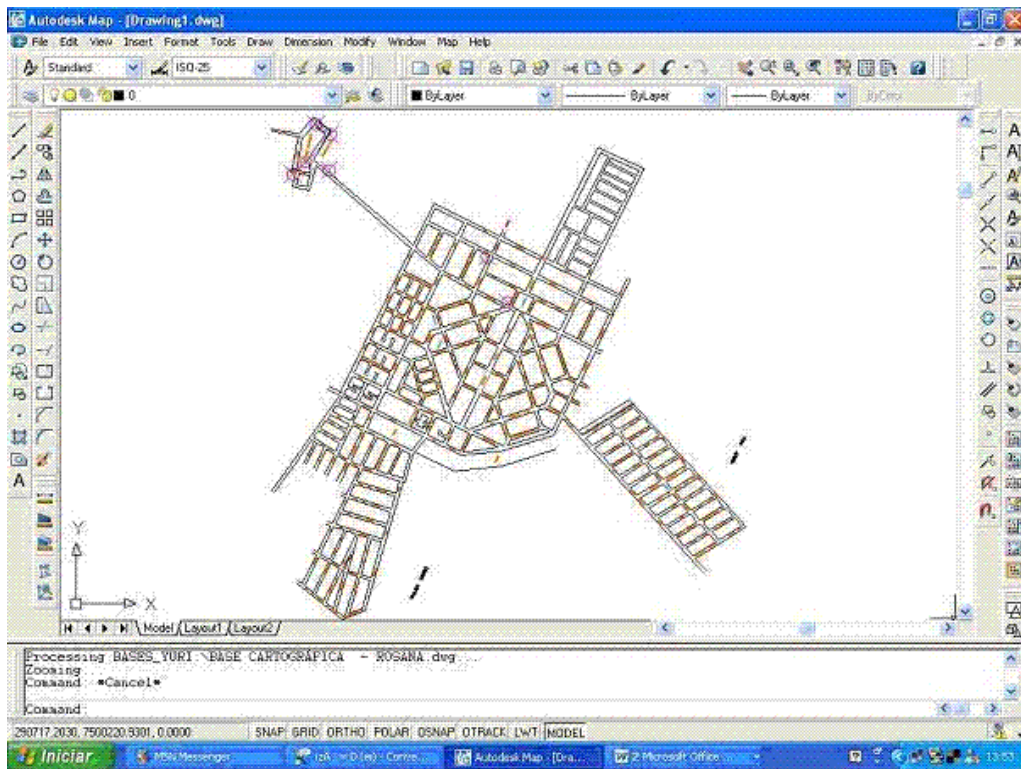 Autodesk Map - [Drawing1.dwg]
File Edit View Insert Format Tools Draw Dimension Modify Window Map Help
Standard ISO-25
0 ByLayer ByLayer ByLayer
Y
X
Model Layout1 Layout2
Processing BASES_YURI:\BASE CARTOGRÁFICA - ROSANA.dwg...
Zooming
Command: *Cancel*
Command:
290717.2030, 7500220.9301, 0.0000 SNAP GRID ORTHO POLAR OSNAP OTRACK LWT MODEL
Iniciar MSN Messenger Autodesk Map - [Dra... 2 Microsoft Office ... 13:53